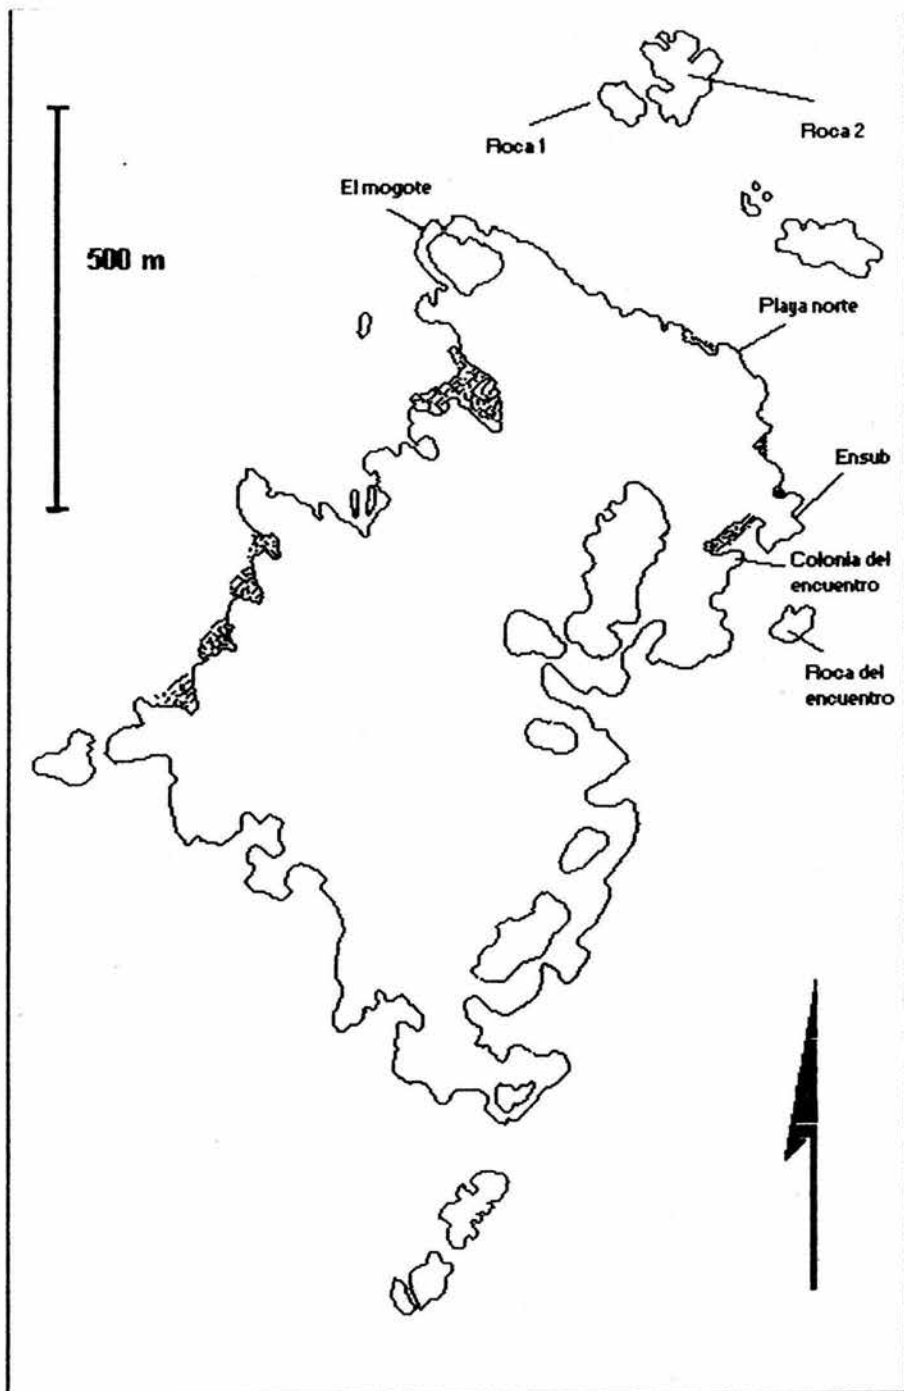 Roca 1
Roca 2
El mogote
500 m
Playa norte
Ensub
Colonia del
encuentro
Roca del
encuentro